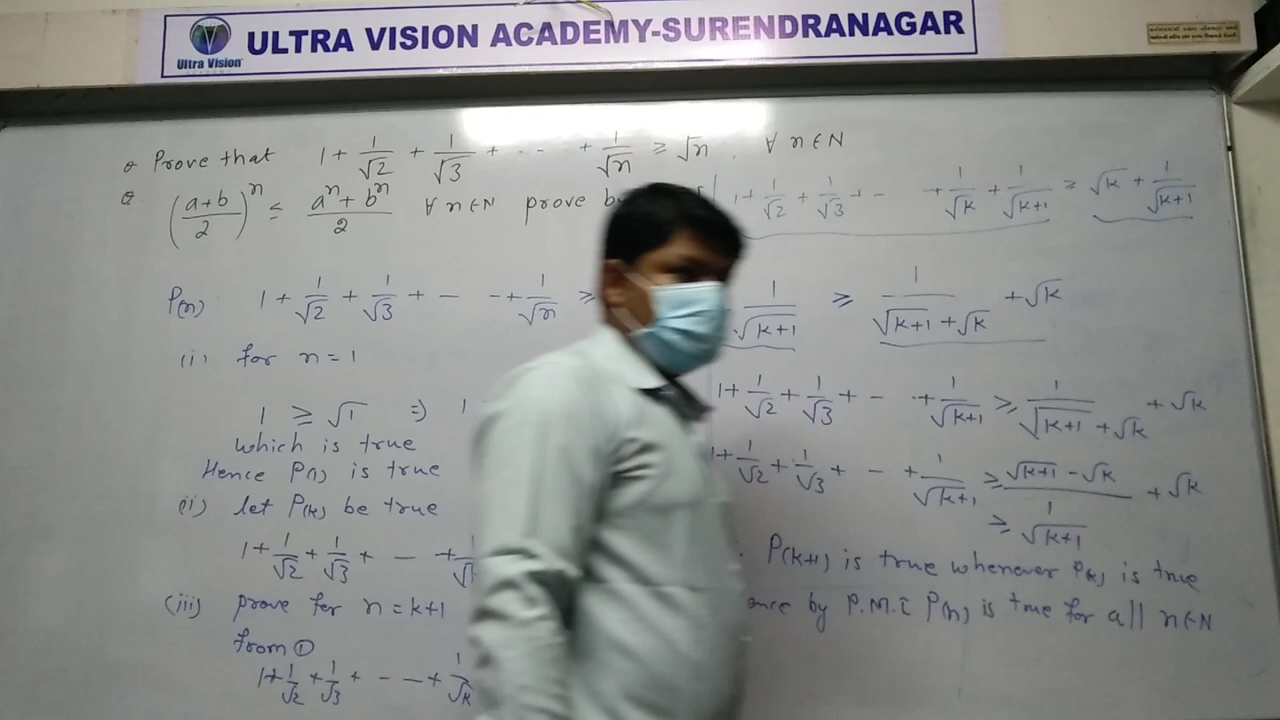 Ultra Vision
ACADEMY
ULTRA VISION ACADEMY-SURENDRANAGAR
Prove that 1 + 1/√2 + 1/√3 + - - - + 1/√n ≥ √n . ∀ n∈N
((a+b)/2)^n ≤ (a^n + b^n)/2 ∀ n∈N prove
P(n) 1 + 1/√2 + 1/√3 + - - + 1/√n ≥
(i) for n = 1
1 ≥ √1 ⇒ 1
which is true
Hence P(1) is true
(ii) let P(k) be true
1 + 1/√2 + 1/√3 + - - +
(iii) prove for n = k+1
from ①
1 + 1/√2 + 1/√3 + - - - + 1/√k
1 + 1/√2 + 1/√3 + - - + 1/√k + 1/√(k+1) ≥ √k + 1/√(k+1)
1/√(k+1) ≥ 1/(√(k+1) + √k) + √k
1 + 1/√2 + 1/√3 + - - + 1/√(k+1) ≥ 1/(√(k+1) + √k) + √k
1 + 1/√2 + 1/√3 + - - + 1/√(k+1) ≥ (√(k+1) - √k)/ + √k
≥ 1/√(k+1)
P(k+1) is true whenever P(k) is true
by P.M.I P(n) is true for all n∈N